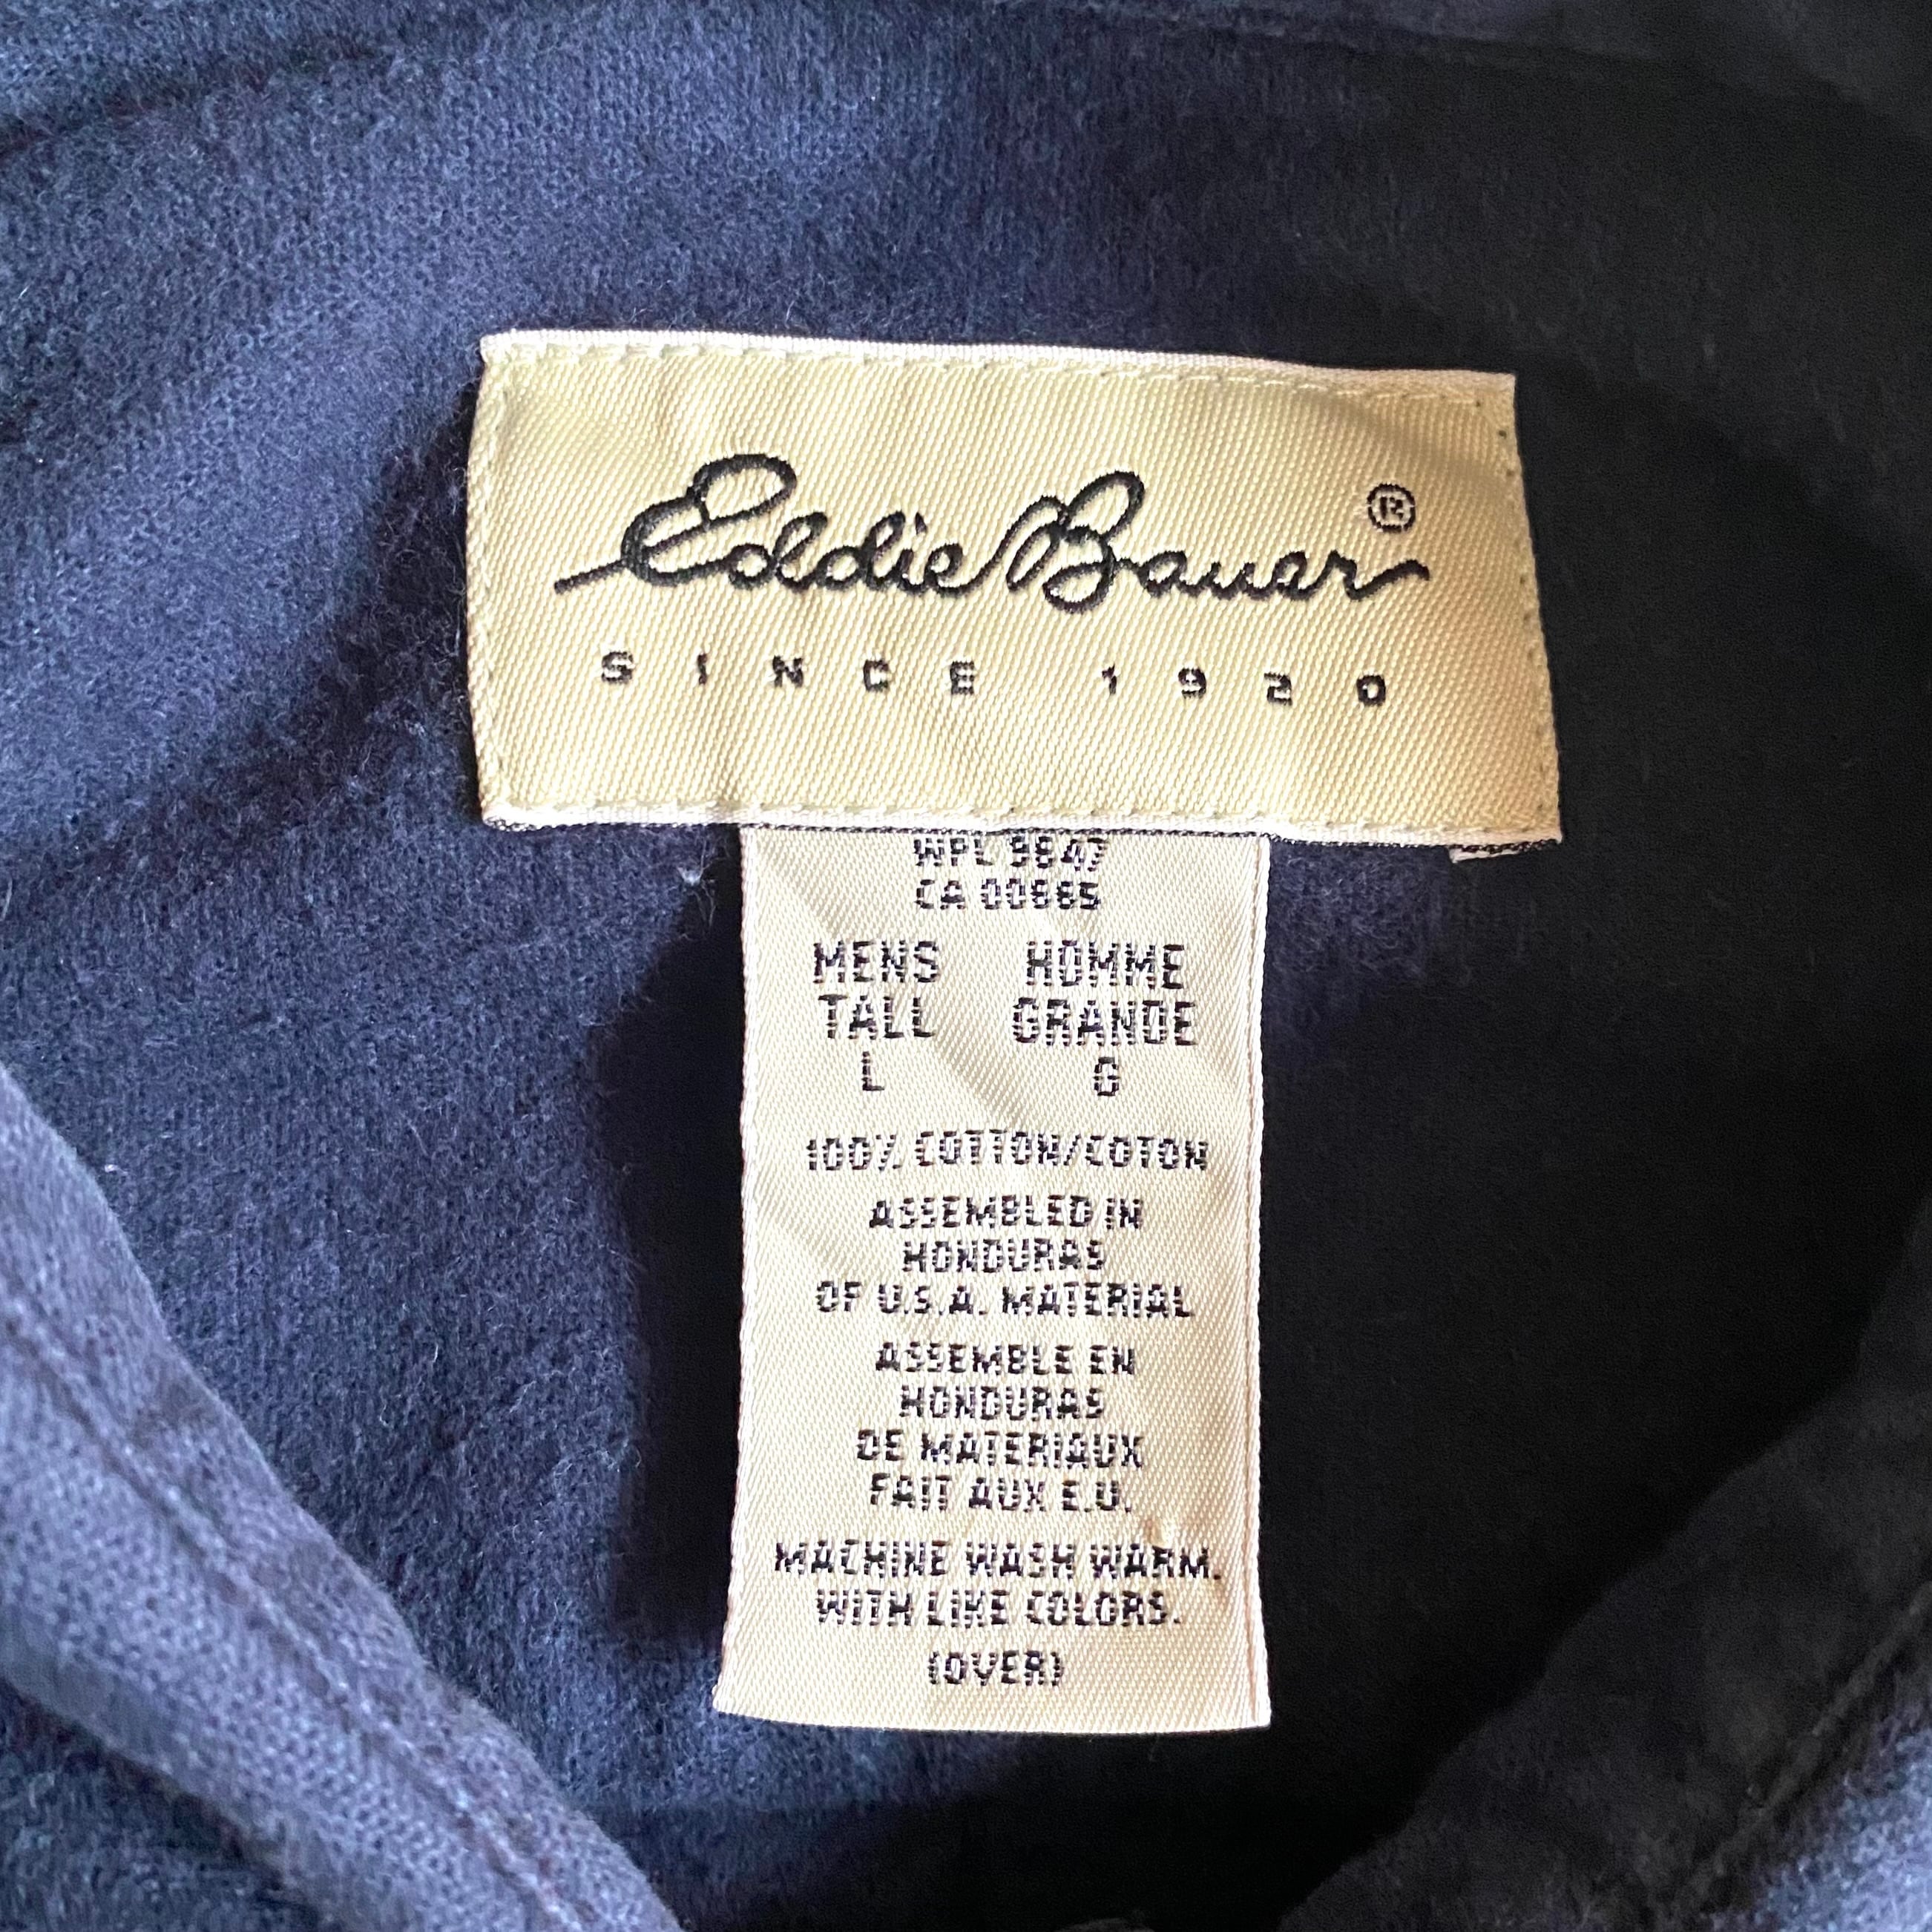 Eddie Bauer ®
SINCE 1920
WPL 9847
CA 00665
MENS HOMME
TALL GRANDE
L G
100% COTTON/COTON
ASSEMBLED IN
HONDURAS
OF U.S.A. MATERIAL
ASSEMBLE EN
HONDURAS
DE MATERIAUX
FAIT AUX E.U.
MACHINE WASH WARM.
WITH LIKE COLORS.
(OVER)